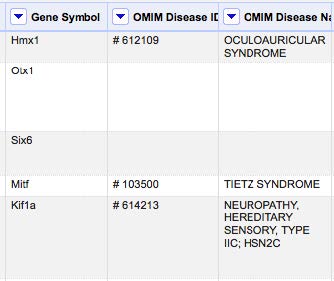 Gene Symbol OMIM Disease ID OMIM Disease Na
Hmx1 # 612109 OCULOAURICULAR
SYNDROME
Otx1
Six6
Mitf # 103500 TIETZ SYNDROME
Kif1a # 614213 NEUROPATHY,
HEREDITARY
SENSORY, TYPE
IIC; HSN2C